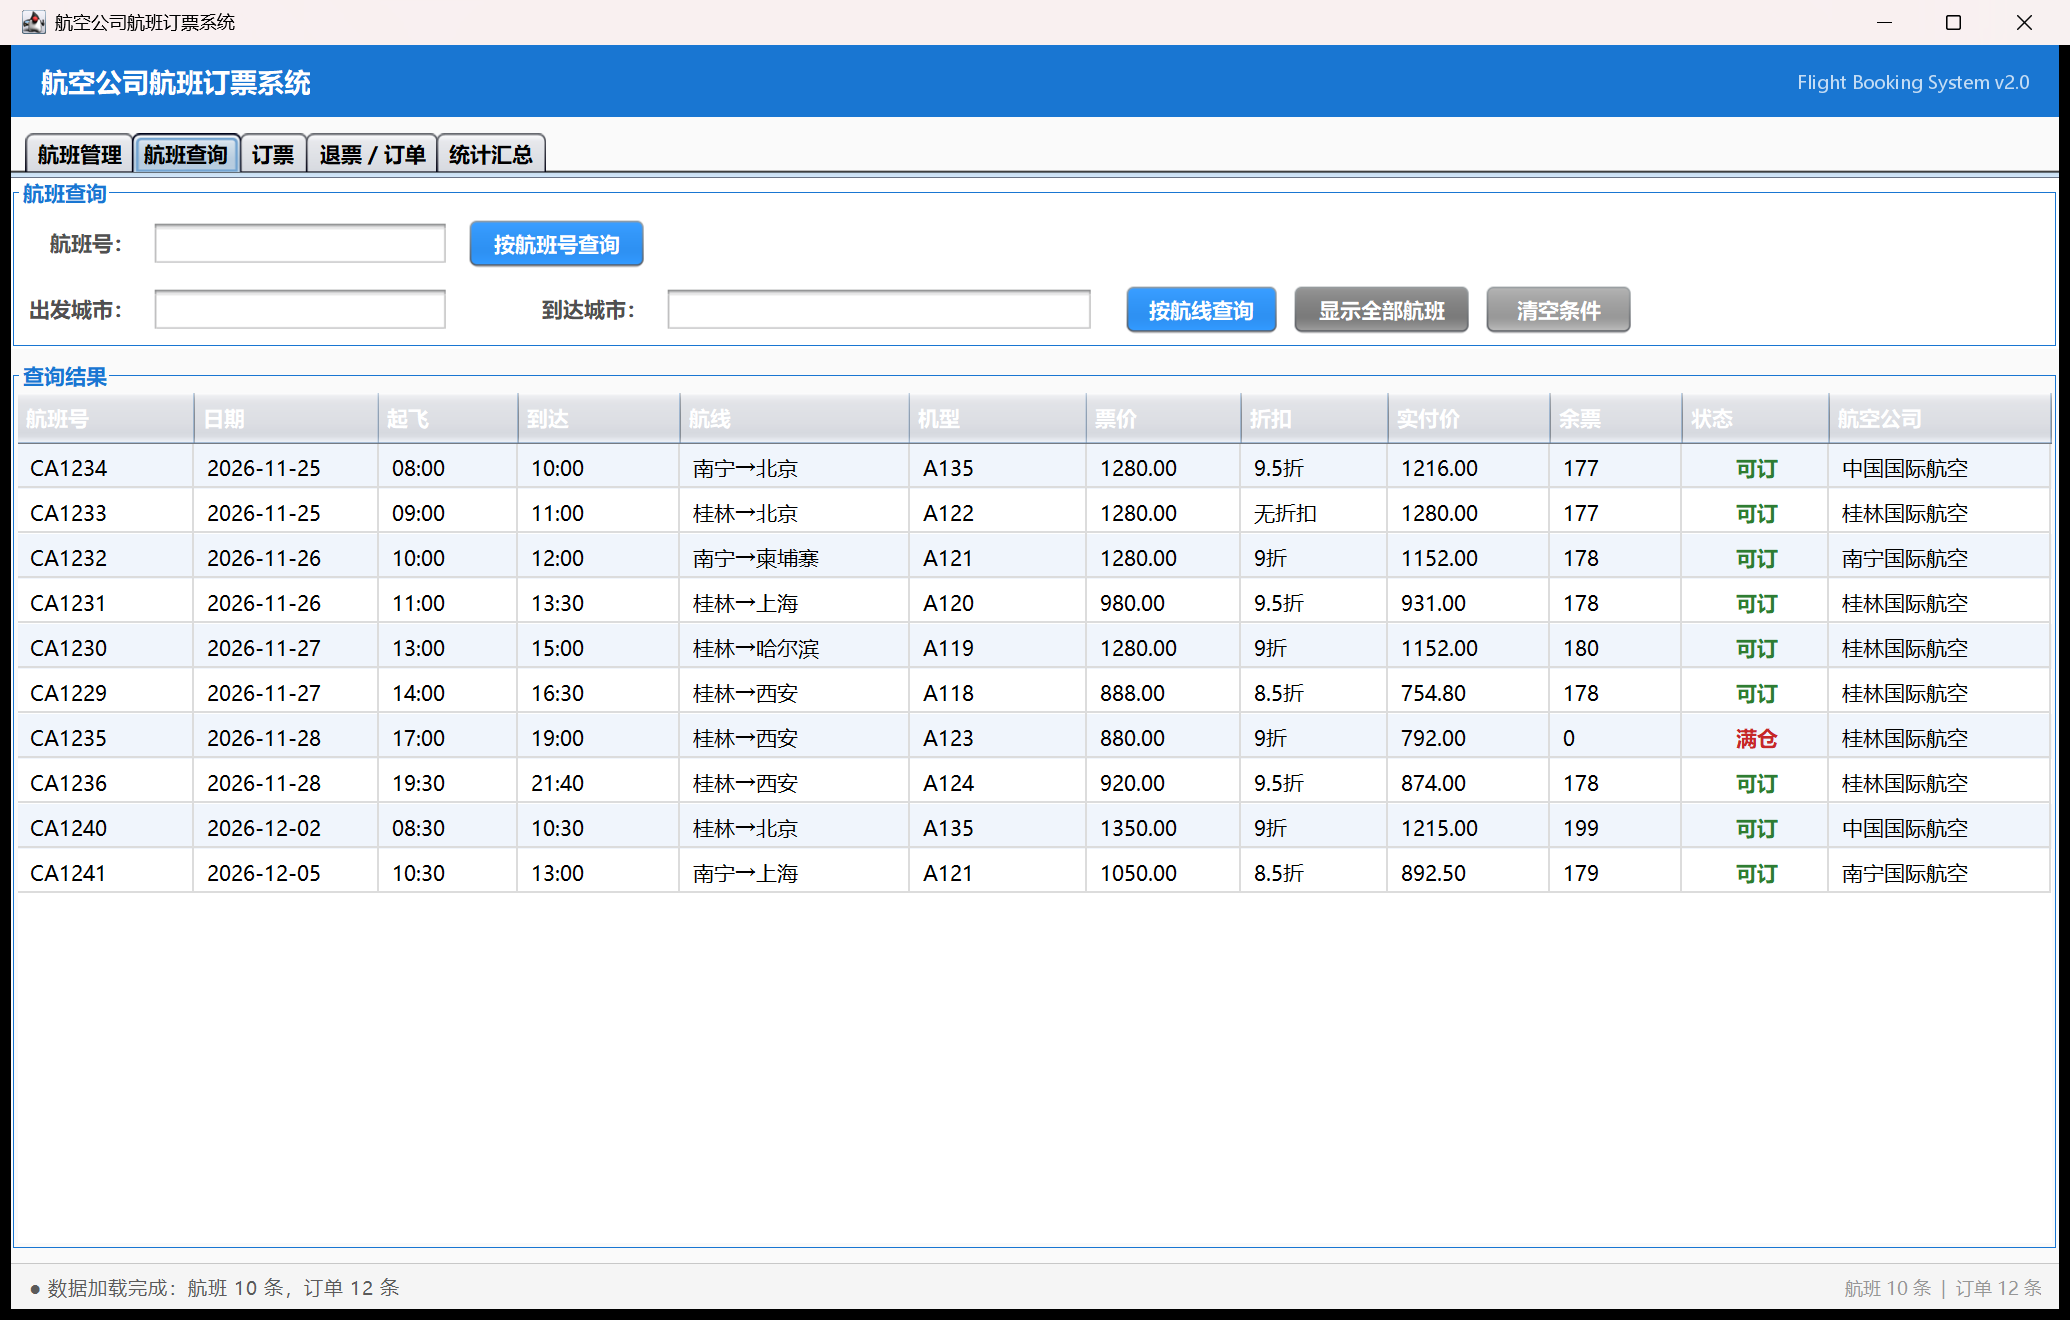 航空公司航班订票系统
航空公司航班订票系统 Flight Booking System v2.0
航班管理 航班查询 订票 退票 / 订单 统计汇总
航班查询
航班号： 按航班号查询
出发城市： 到达城市： 按航线查询 显示全部航班 清空条件
查询结果
航班号 日期 起飞 到达 航线 机型 票价 折扣 实付价 余票 状态 航空公司
CA1234 2026-11-25 08:00 10:00 南宁→北京 A135 1280.00 9.5折 1216.00 177 可订 中国国际航空
CA1233 2026-11-25 09:00 11:00 桂林→北京 A122 1280.00 无折扣 1280.00 177 可订 桂林国际航空
CA1232 2026-11-26 10:00 12:00 南宁→柬埔寨 A121 1280.00 9折 1152.00 178 可订 南宁国际航空
CA1231 2026-11-26 11:00 13:30 桂林→上海 A120 980.00 9.5折 931.00 178 可订 桂林国际航空
CA1230 2026-11-27 13:00 15:00 桂林→哈尔滨 A119 1280.00 9折 1152.00 180 可订 桂林国际航空
CA1229 2026-11-27 14:00 16:30 桂林→西安 A118 888.00 8.5折 754.80 178 可订 桂林国际航空
CA1235 2026-11-28 17:00 19:00 桂林→西安 A123 880.00 9折 792.00 0 满仓 桂林国际航空
CA1236 2026-11-28 19:30 21:40 桂林→西安 A124 920.00 9.5折 874.00 178 可订 桂林国际航空
CA1240 2026-12-02 08:30 10:30 桂林→北京 A135 1350.00 9折 1215.00 199 可订 中国国际航空
CA1241 2026-12-05 10:30 13:00 南宁→上海 A121 1050.00 8.5折 892.50 179 可订 南宁国际航空
● 数据加载完成：航班 10 条，订单 12 条 航班 10 条 | 订单 12 条